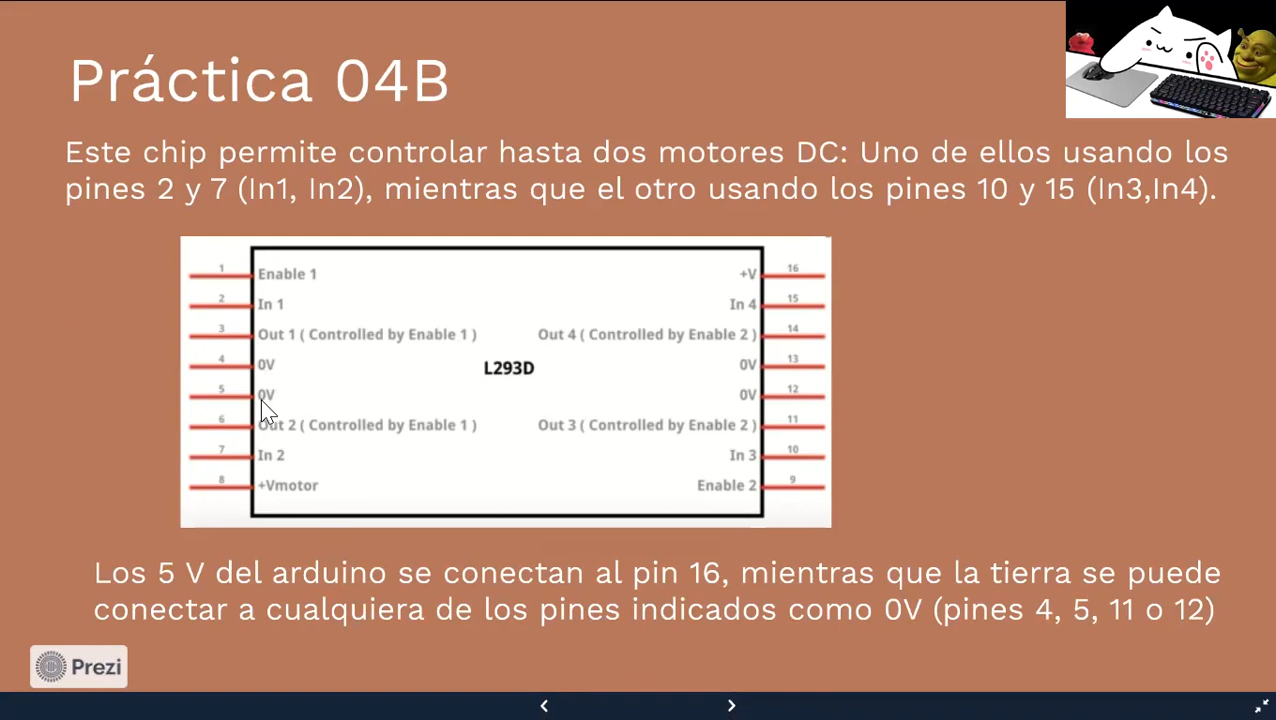 Práctica 04B
Este chip permite controlar hasta dos motores DC: Uno de ellos usando los
pines 2 y 7 (In1, In2), mientras que el otro usando los pines 10 y 15 (In3,In4).
1 Enable 1 +V 16
2 In 1 In 4 15
3 Out 1 ( Controlled by Enable 1 ) Out 4 ( Controlled by Enable 2 ) 14
4 0V L293D 0V 13
5 0V 0V 12
6 Out 2 ( Controlled by Enable 1 ) Out 3 ( Controlled by Enable 2 ) 11
7 In 2 In 3 10
8 +Vmotor Enable 2 9
Los 5 V del arduino se conectan al pin 16, mientras que la tierra se puede
conectar a cualquiera de los pines indicados como 0V (pines 4, 5, 11 o 12)
Prezi